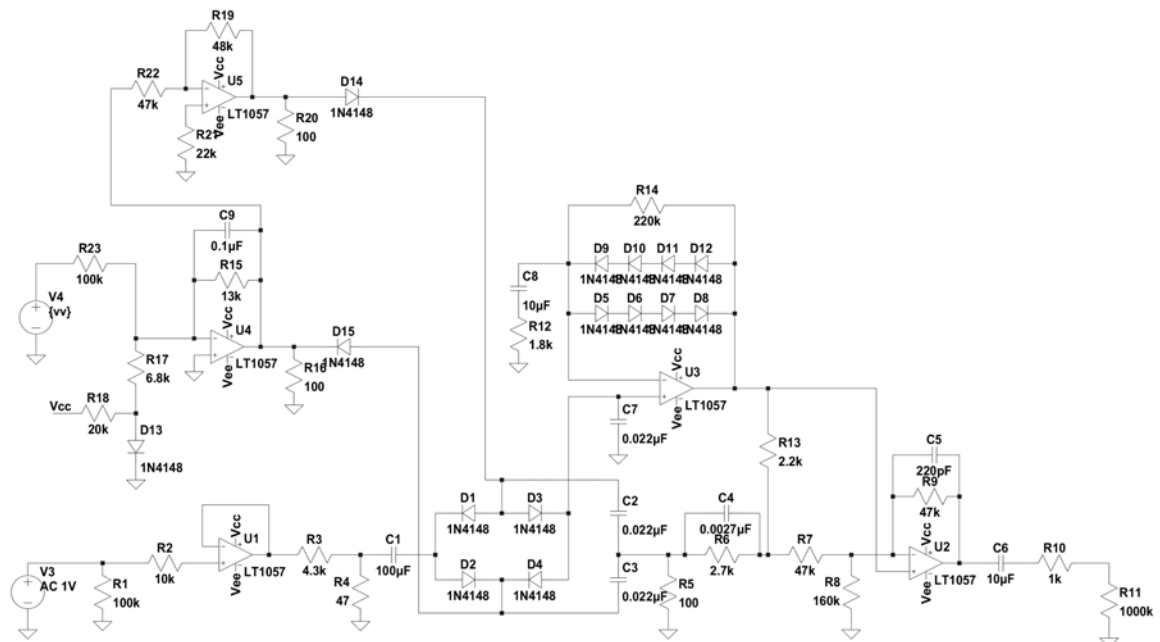 R19
48k
Vcc
R22
47k
U5
LT1057
Vee
R21
22k
R20
100
D14
1N4148
C9
0.1µF
R15
13k
R23
100k
V4
{vv}
Vcc
U4
LT1057
Vee
R17
6.8k
Vcc
R18
20k
D13
1N4148
R16
100
D15
1N4148
R14
220k
D9 D10 D11 D12
1N4148 1N4148 1N4148 1N4148
D5 D6 D7 D8
1N4148 1N4148 1N4148 1N4148
C8
10µF
R12
1.8k
Vcc
U3
LT1057
Vee
C7
0.022µF
R13
2.2k
V3
AC 1V
R1
100k
R2
10k
Vcc
U1
LT1057
Vee
R3
4.3k
R4
47
C1
100µF
D1
1N4148
D3
1N4148
D2
1N4148
D4
1N4148
C2
0.022µF
C3
0.022µF
R5
100
C4
0.0027µF
R6
2.7k
R7
47k
R8
160k
C5
220pF
R9
47k
Vcc
U2
LT1057
Vee
C6
10µF
R10
1k
R11
1000k